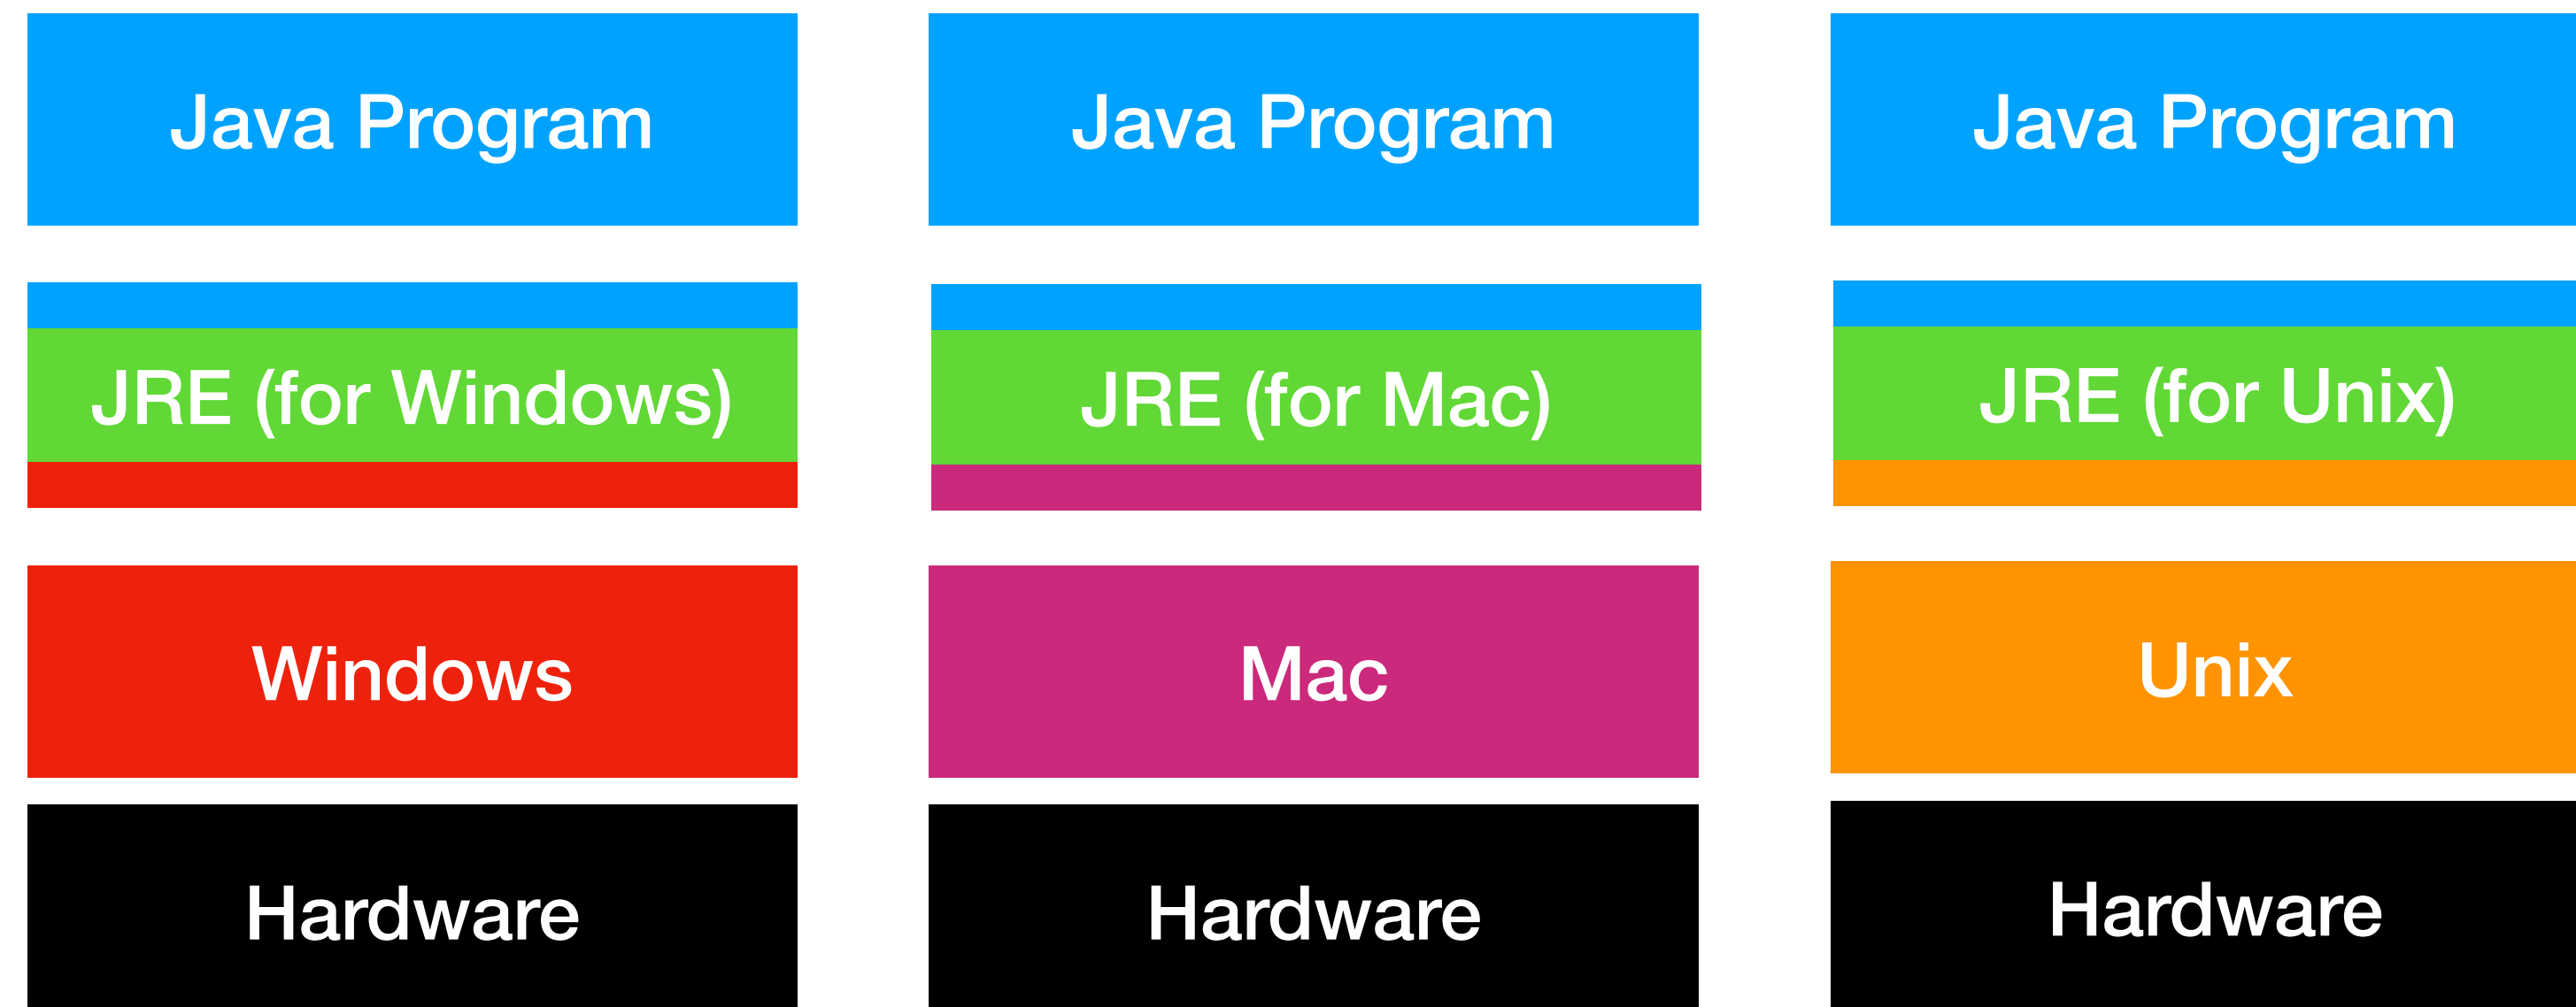 Java Program
Java Program
Java Program
JRE (for Windows)
JRE (for Mac)
JRE (for Unix)
Windows
Mac
Unix
Hardware
Hardware
Hardware